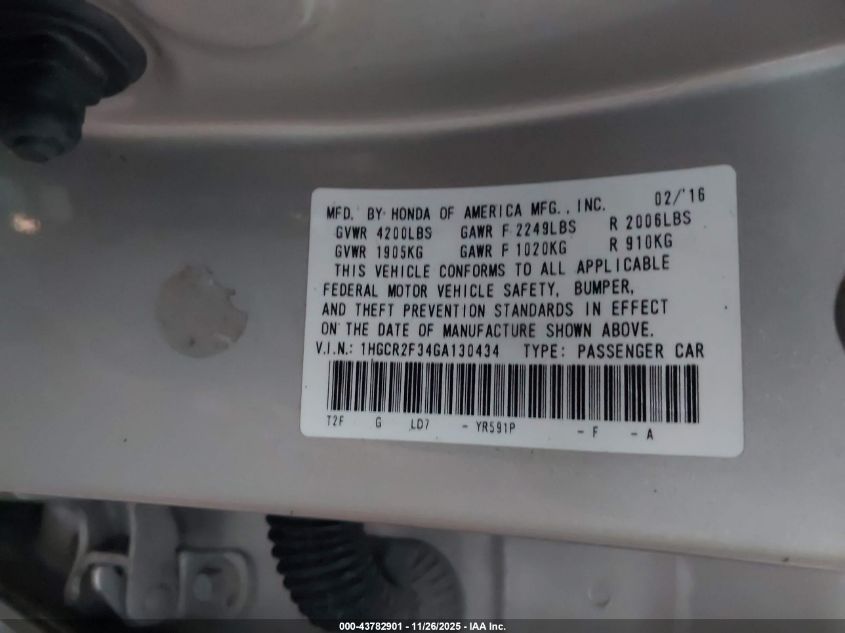 MFD. BY HONDA OF AMERICA MFG., INC. 02/'16
GVWR 4200LBS GAWR F 2249LBS R 2006LBS
GVWR 1905KG GAWR F 1020KG R 910KG
THIS VEHICLE CONFORMS TO ALL APPLICABLE
FEDERAL MOTOR VEHICLE SAFETY, BUMPER,
AND THEFT PREVENTION STANDARDS IN EFFECT
ON THE DATE OF MANUFACTURE SHOWN ABOVE.
V.I.N.: 1HGCR2F34GA130434 TYPE: PASSENGER CAR
T2F G LD7 - YR591P - F - A
000-43782901 - 11/26/2025 - IAA Inc.